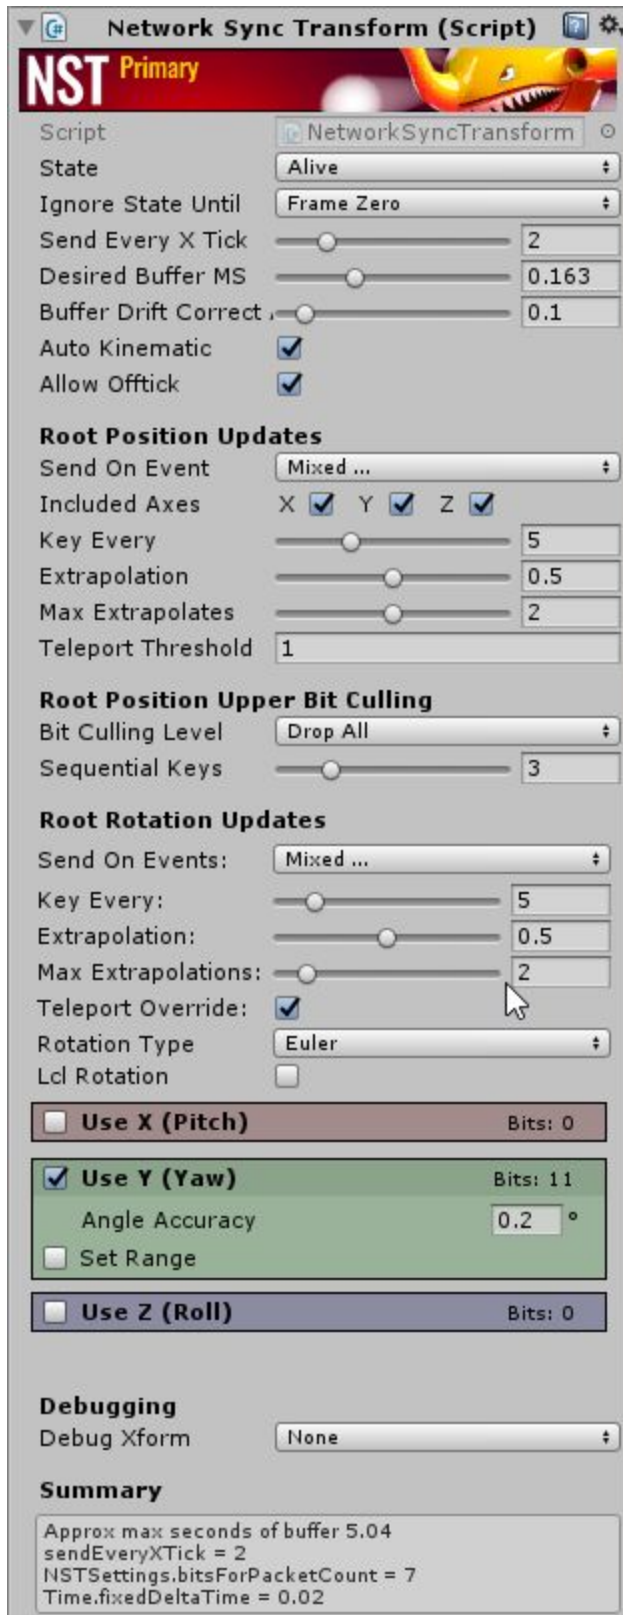 Network Sync Transform (Script)
NST Primary
Script NetworkSyncTransform
State Alive
Ignore State Until Frame Zero
Send Every X Tick 2
Desired Buffer MS 0.163
Buffer Drift Correct 0.1
Auto Kinematic
Allow Offtick
Root Position Updates
Send On Event Mixed ...
Included Axes X Y Z
Key Every 5
Extrapolation 0.5
Max Extrapolates 2
Teleport Threshold 1
Root Position Upper Bit Culling
Bit Culling Level Drop All
Sequential Keys 3
Root Rotation Updates
Send On Events: Mixed ...
Key Every: 5
Extrapolation: 0.5
Max Extrapolations: 2
Teleport Override:
Rotation Type Euler
Lcl Rotation
Use X (Pitch) Bits: 0
Use Y (Yaw) Bits: 11
Angle Accuracy 0.2 °
Set Range
Use Z (Roll) Bits: 0
Debugging
Debug Xform None
Summary
Approx max seconds of buffer 5.04
sendEveryXTick = 2
NSTSettings.bitsForPacketCount = 7
Time.fixedDeltaTime = 0.02